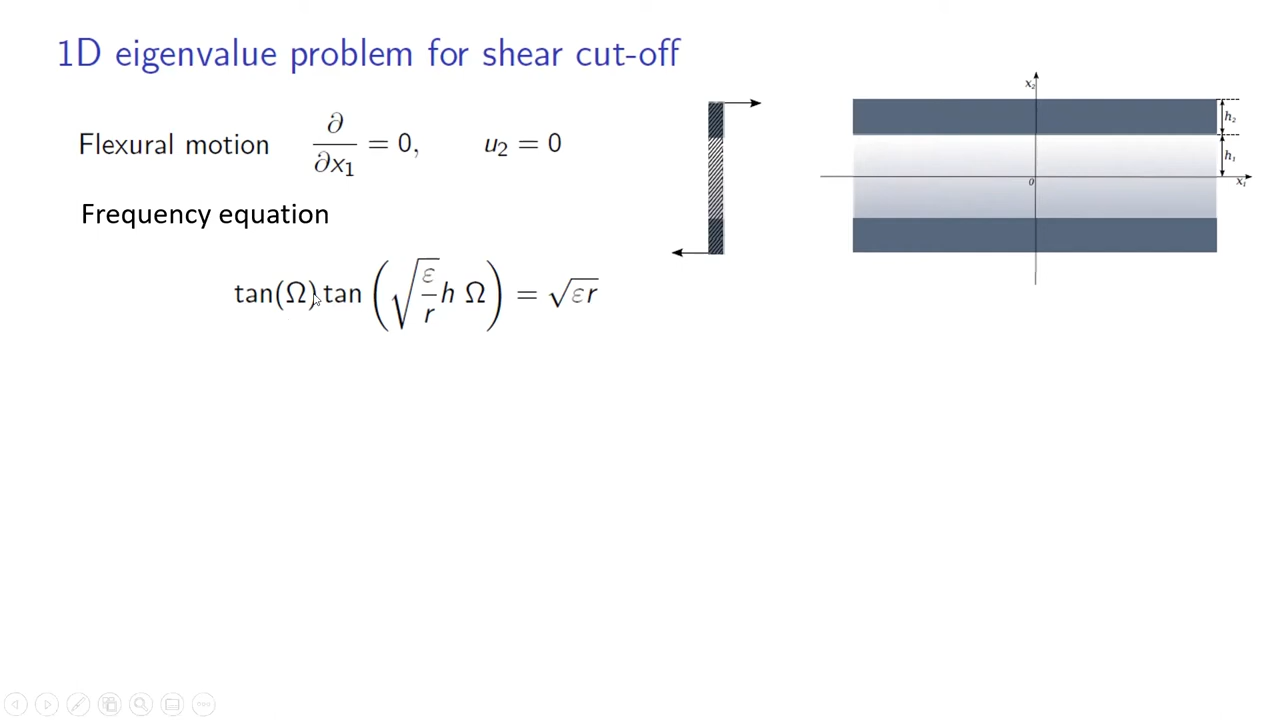 1D eigenvalue problem for shear cut-off
Flexural motion ∂/∂x₁ = 0, u₂ = 0
Frequency equation
tan(Ω) tan(√(ε/r) h Ω) = √(εr)
x₂
h₂
h₁
0
x₁